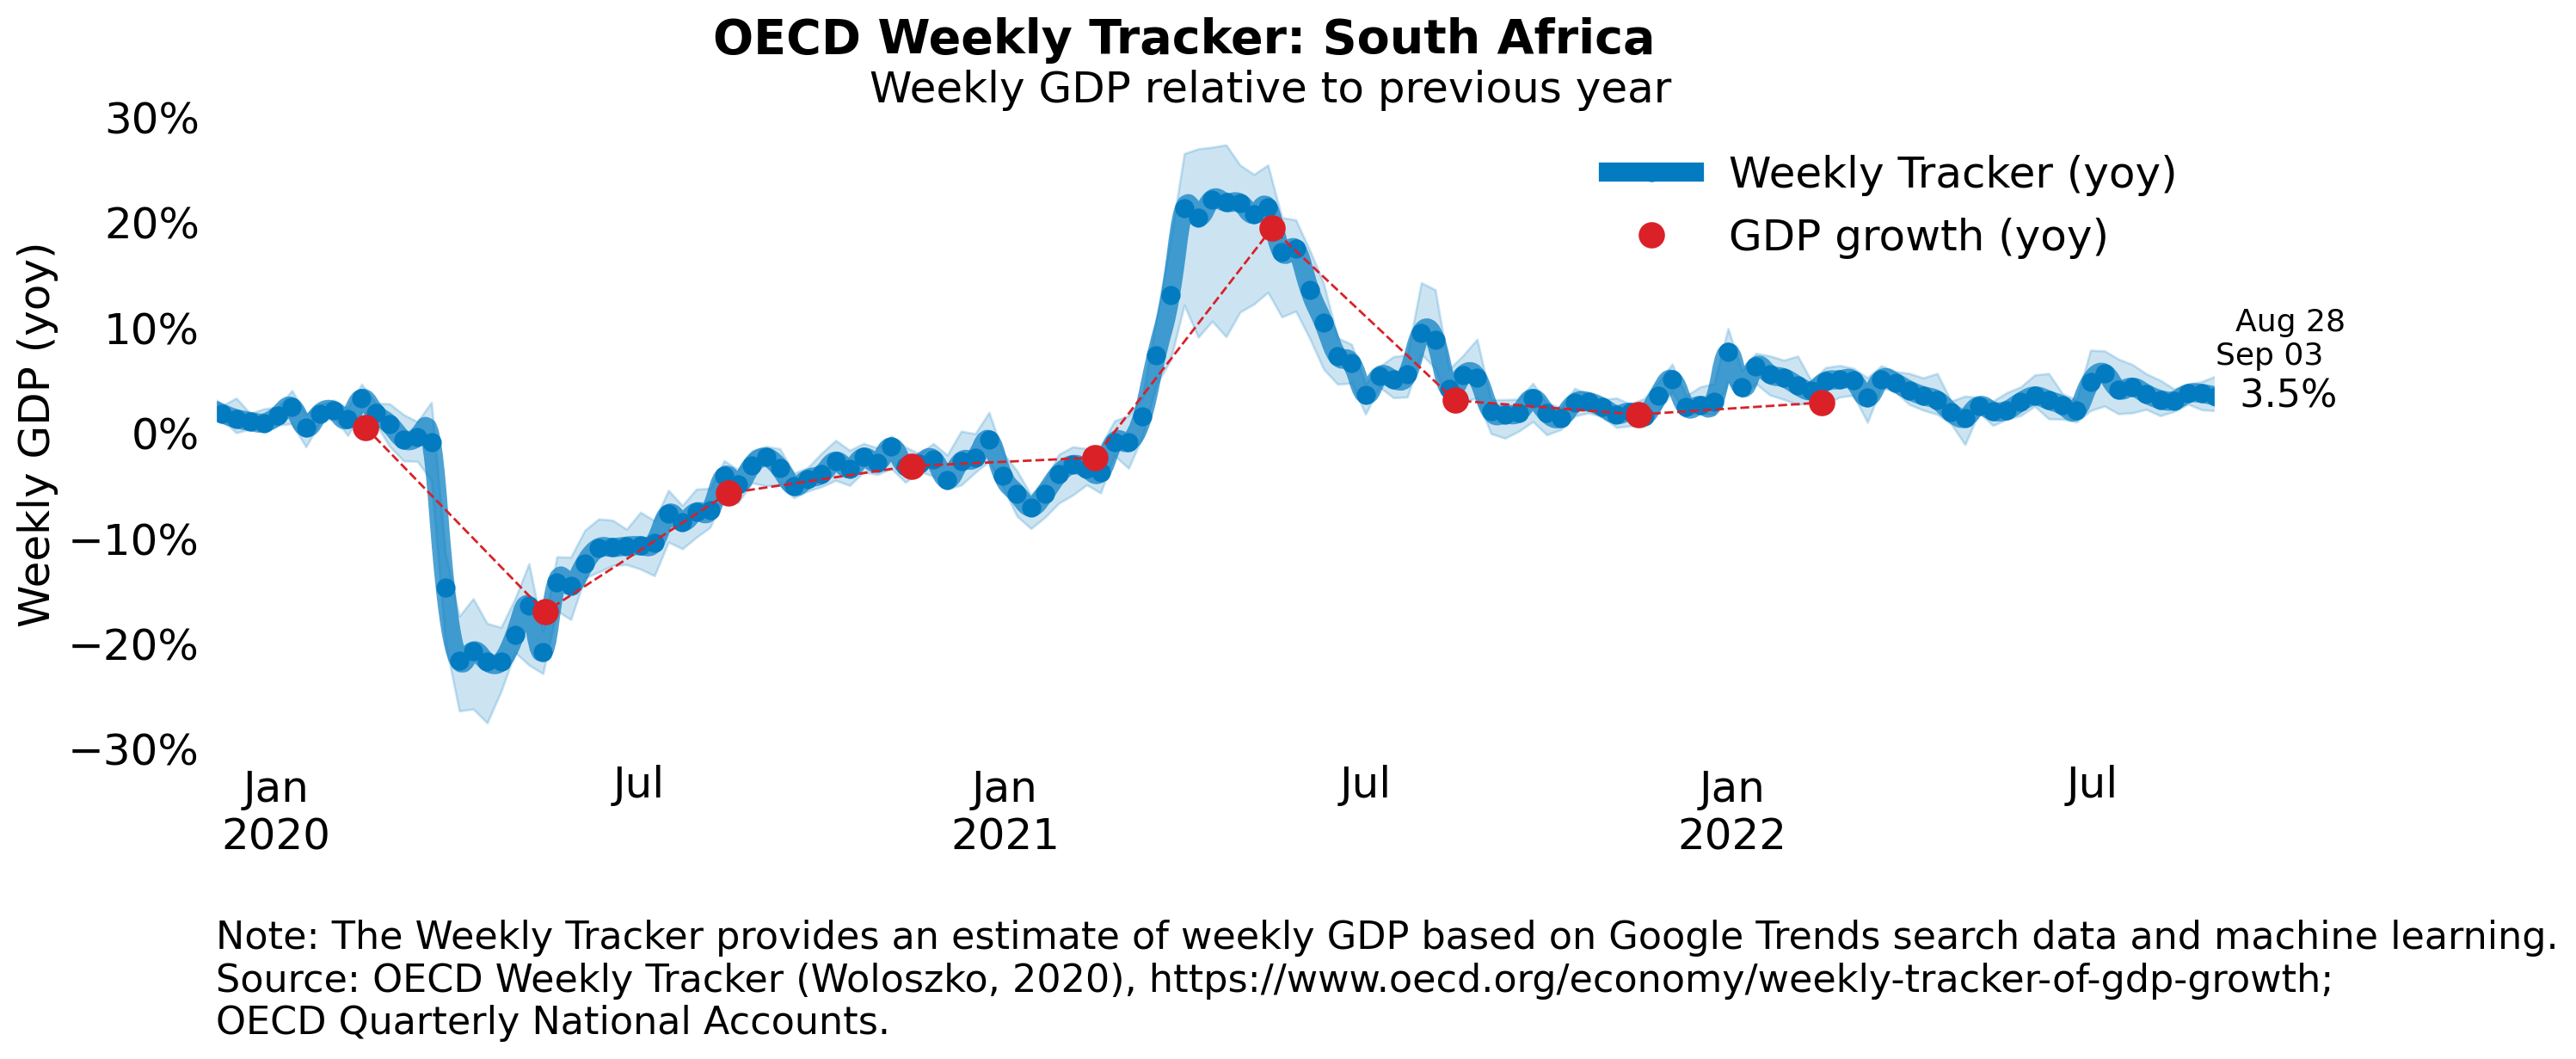 OECD Weekly Tracker: South Africa
Weekly GDP relative to previous year
Weekly GDP (yoy)
30%
20%
10%
0%
−10%
−20%
−30%
Weekly Tracker (yoy)
GDP growth (yoy)
Aug 28
Sep 03
3.5%
Jan
2020
Jul
Jan
2021
Jul
Jan
2022
Jul
Note: The Weekly Tracker provides an estimate of weekly GDP based on Google Trends search data and machine learning.
Source: OECD Weekly Tracker (Woloszko, 2020), https://www.oecd.org/economy/weekly-tracker-of-gdp-growth;
OECD Quarterly National Accounts.